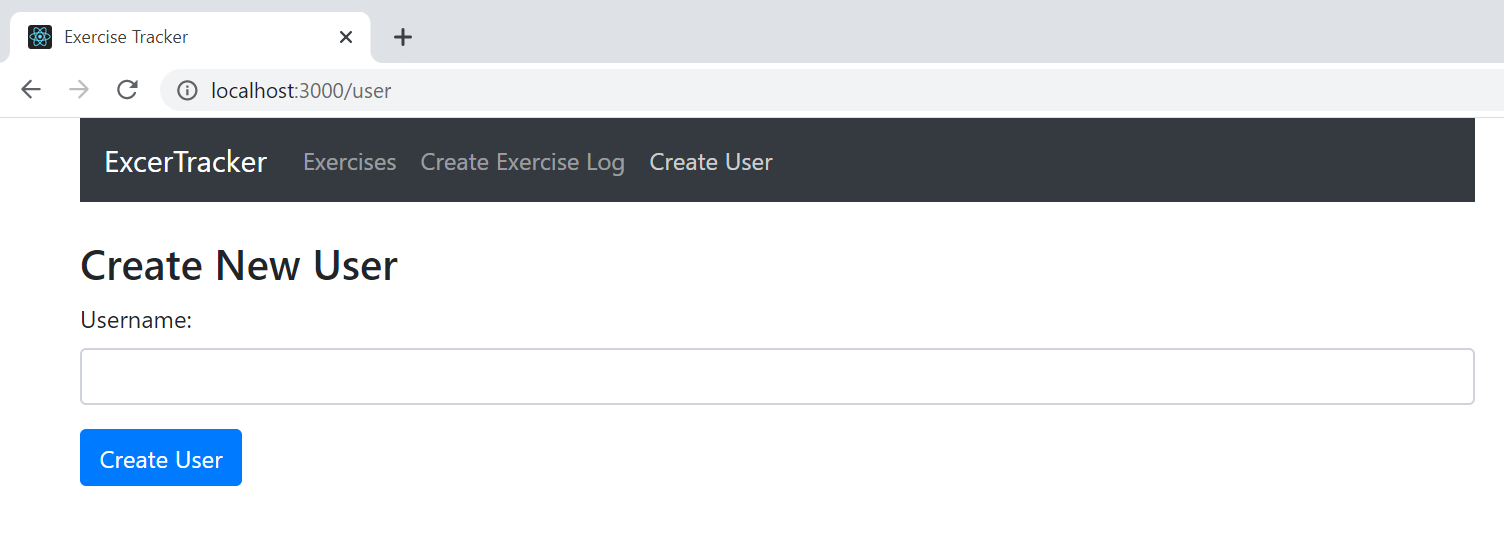 Exercise Tracker
localhost:3000/user
ExcerTracker Exercises Create Exercise Log Create User
Create New User
Username:
Create User